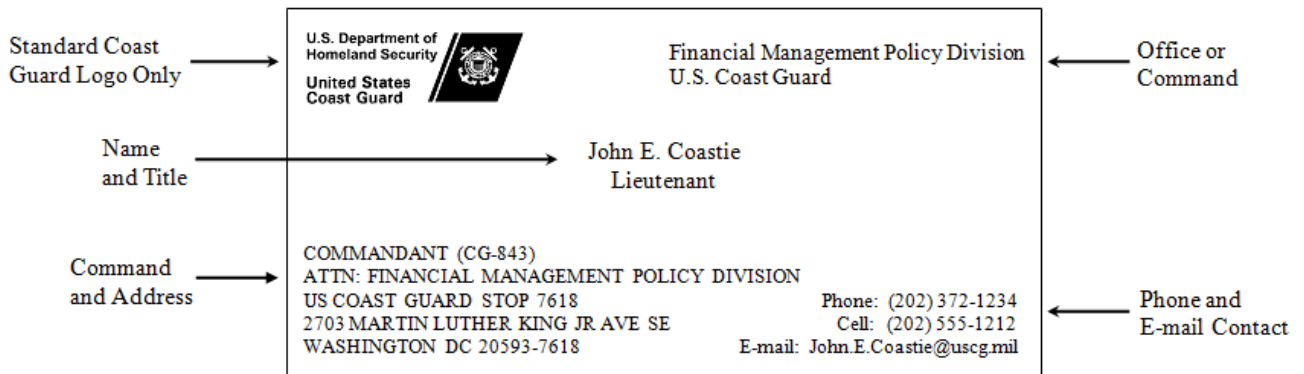 Standard Coast
Guard Logo Only
U.S. Department of
Homeland Security
United States
Coast Guard
Financial Management Policy Division
U.S. Coast Guard
Office or
Command
Name
and Title
John E. Coastie
Lieutenant
Command
and Address
COMMANDANT (CG-843)
ATTN: FINANCIAL MANAGEMENT POLICY DIVISION
US COAST GUARD STOP 7618
2703 MARTIN LUTHER KING JR AVE SE
WASHINGTON DC 20593-7618
Phone: (202) 372-1234
Cell: (202) 555-1212
E-mail: John.E.Coastie@uscg.mil
Phone and
E-mail Contact